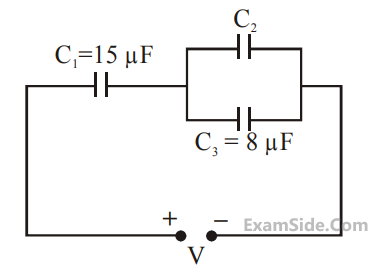 C₂
C₁=15 μF
C₃ = 8 μF
+ −
ExamSide.Com
V